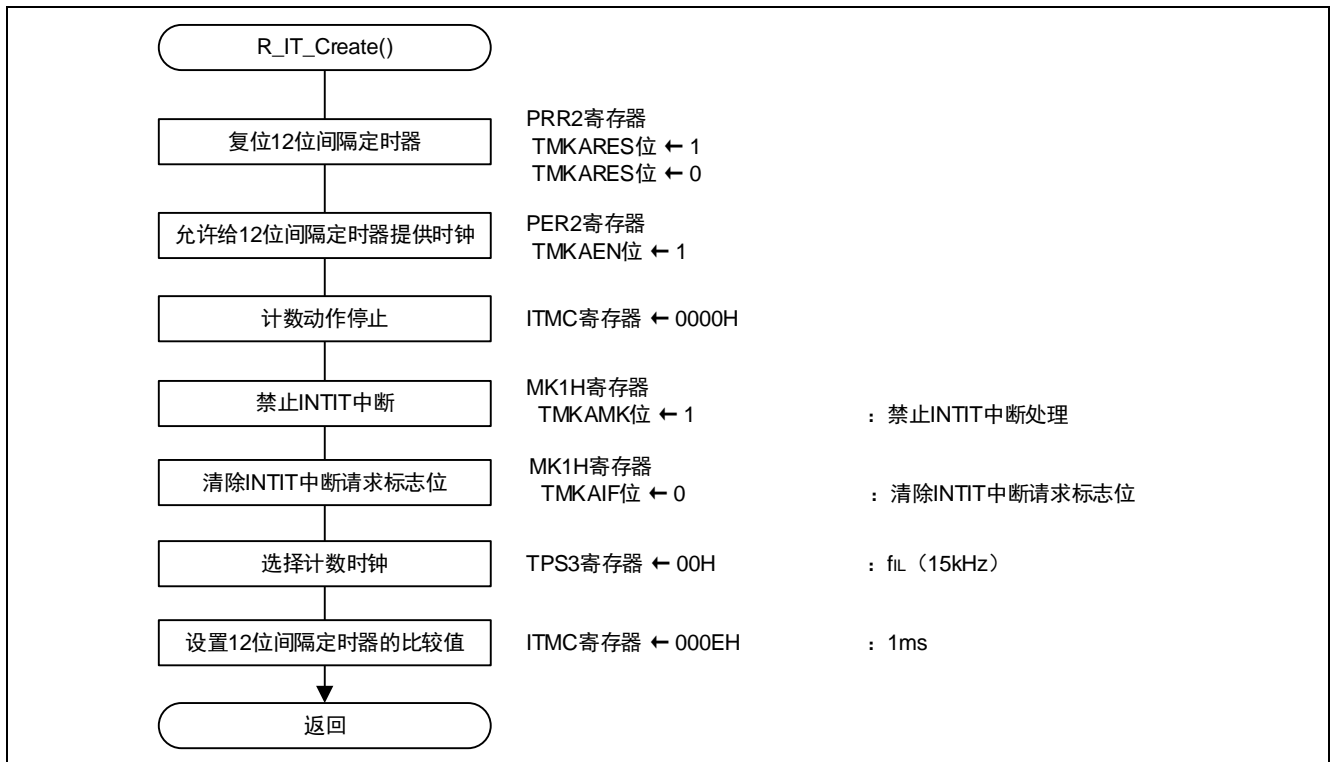 R_IT_Create()
复位12位间隔定时器
PRR2寄存器
TMKARES位 ← 1
TMKARES位 ← 0
允许给12位间隔定时器提供时钟
PER2寄存器
TMKAEN位 ← 1
计数动作停止
ITMC寄存器 ← 0000H
禁止INTIT中断
MK1H寄存器
TMKAMK位 ← 1 ：禁止INTIT中断处理
清除INTIT中断请求标志位
MK1H寄存器
TMKAIF位 ← 0 ：清除INTIT中断请求标志位
选择计数时钟
TPS3寄存器 ← 00H ：fIL（15kHz）
设置12位间隔定时器的比较值
ITMC寄存器 ← 000EH ：1ms
返回